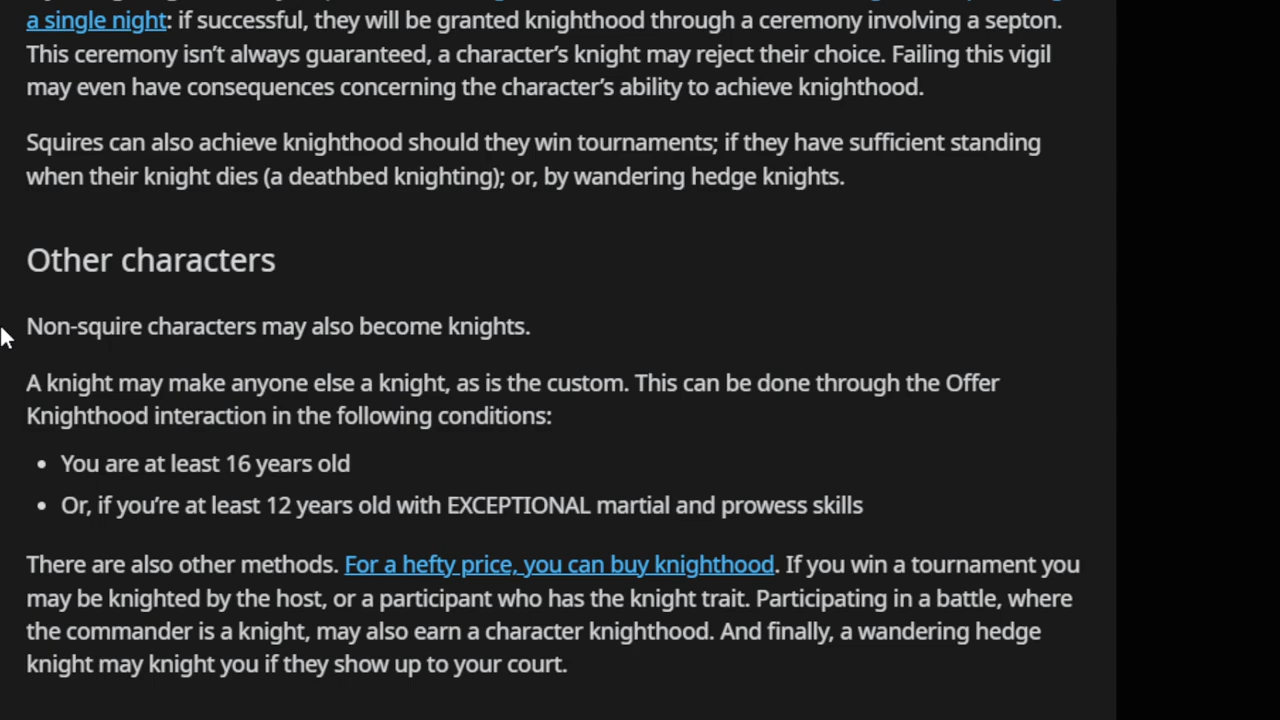 a single night: if successful, they will be granted knighthood through a ceremony involving a septon.
This ceremony isn't always guaranteed, a character's knight may reject their choice. Failing this vigil
may even have consequences concerning the character's ability to achieve knighthood.
Squires can also achieve knighthood should they win tournaments; if they have sufficient standing
when their knight dies (a deathbed knighting); or, by wandering hedge knights.
Other characters
Non-squire characters may also become knights.
A knight may make anyone else a knight, as is the custom. This can be done through the Offer
Knighthood interaction in the following conditions:
• You are at least 16 years old
• Or, if you're at least 12 years old with EXCEPTIONAL martial and prowess skills
There are also other methods. For a hefty price, you can buy knighthood. If you win a tournament you
may be knighted by the host, or a participant who has the knight trait. Participating in a battle, where
the commander is a knight, may also earn a character knighthood. And finally, a wandering hedge
knight may knight you if they show up to your court.